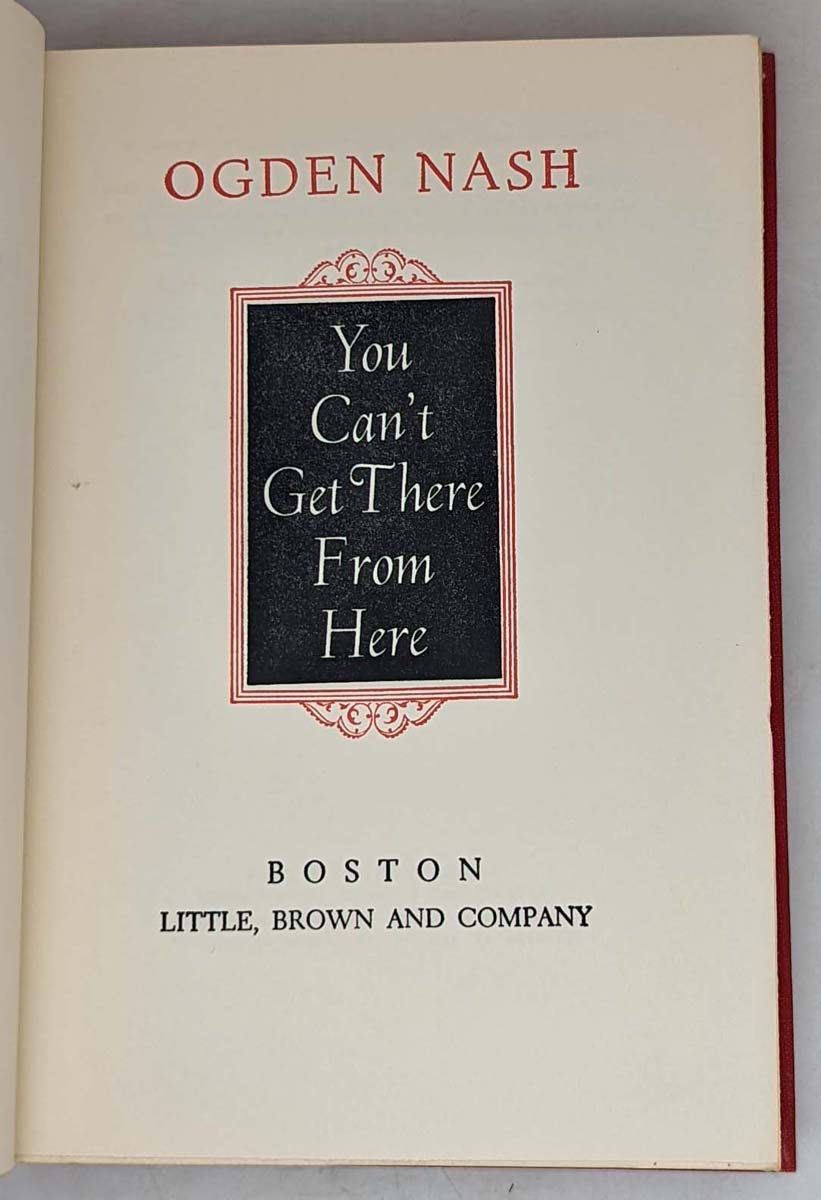 OGDEN NASH
You
Can't
Get There
From
Here
BOSTON
LITTLE, BROWN AND COMPANY